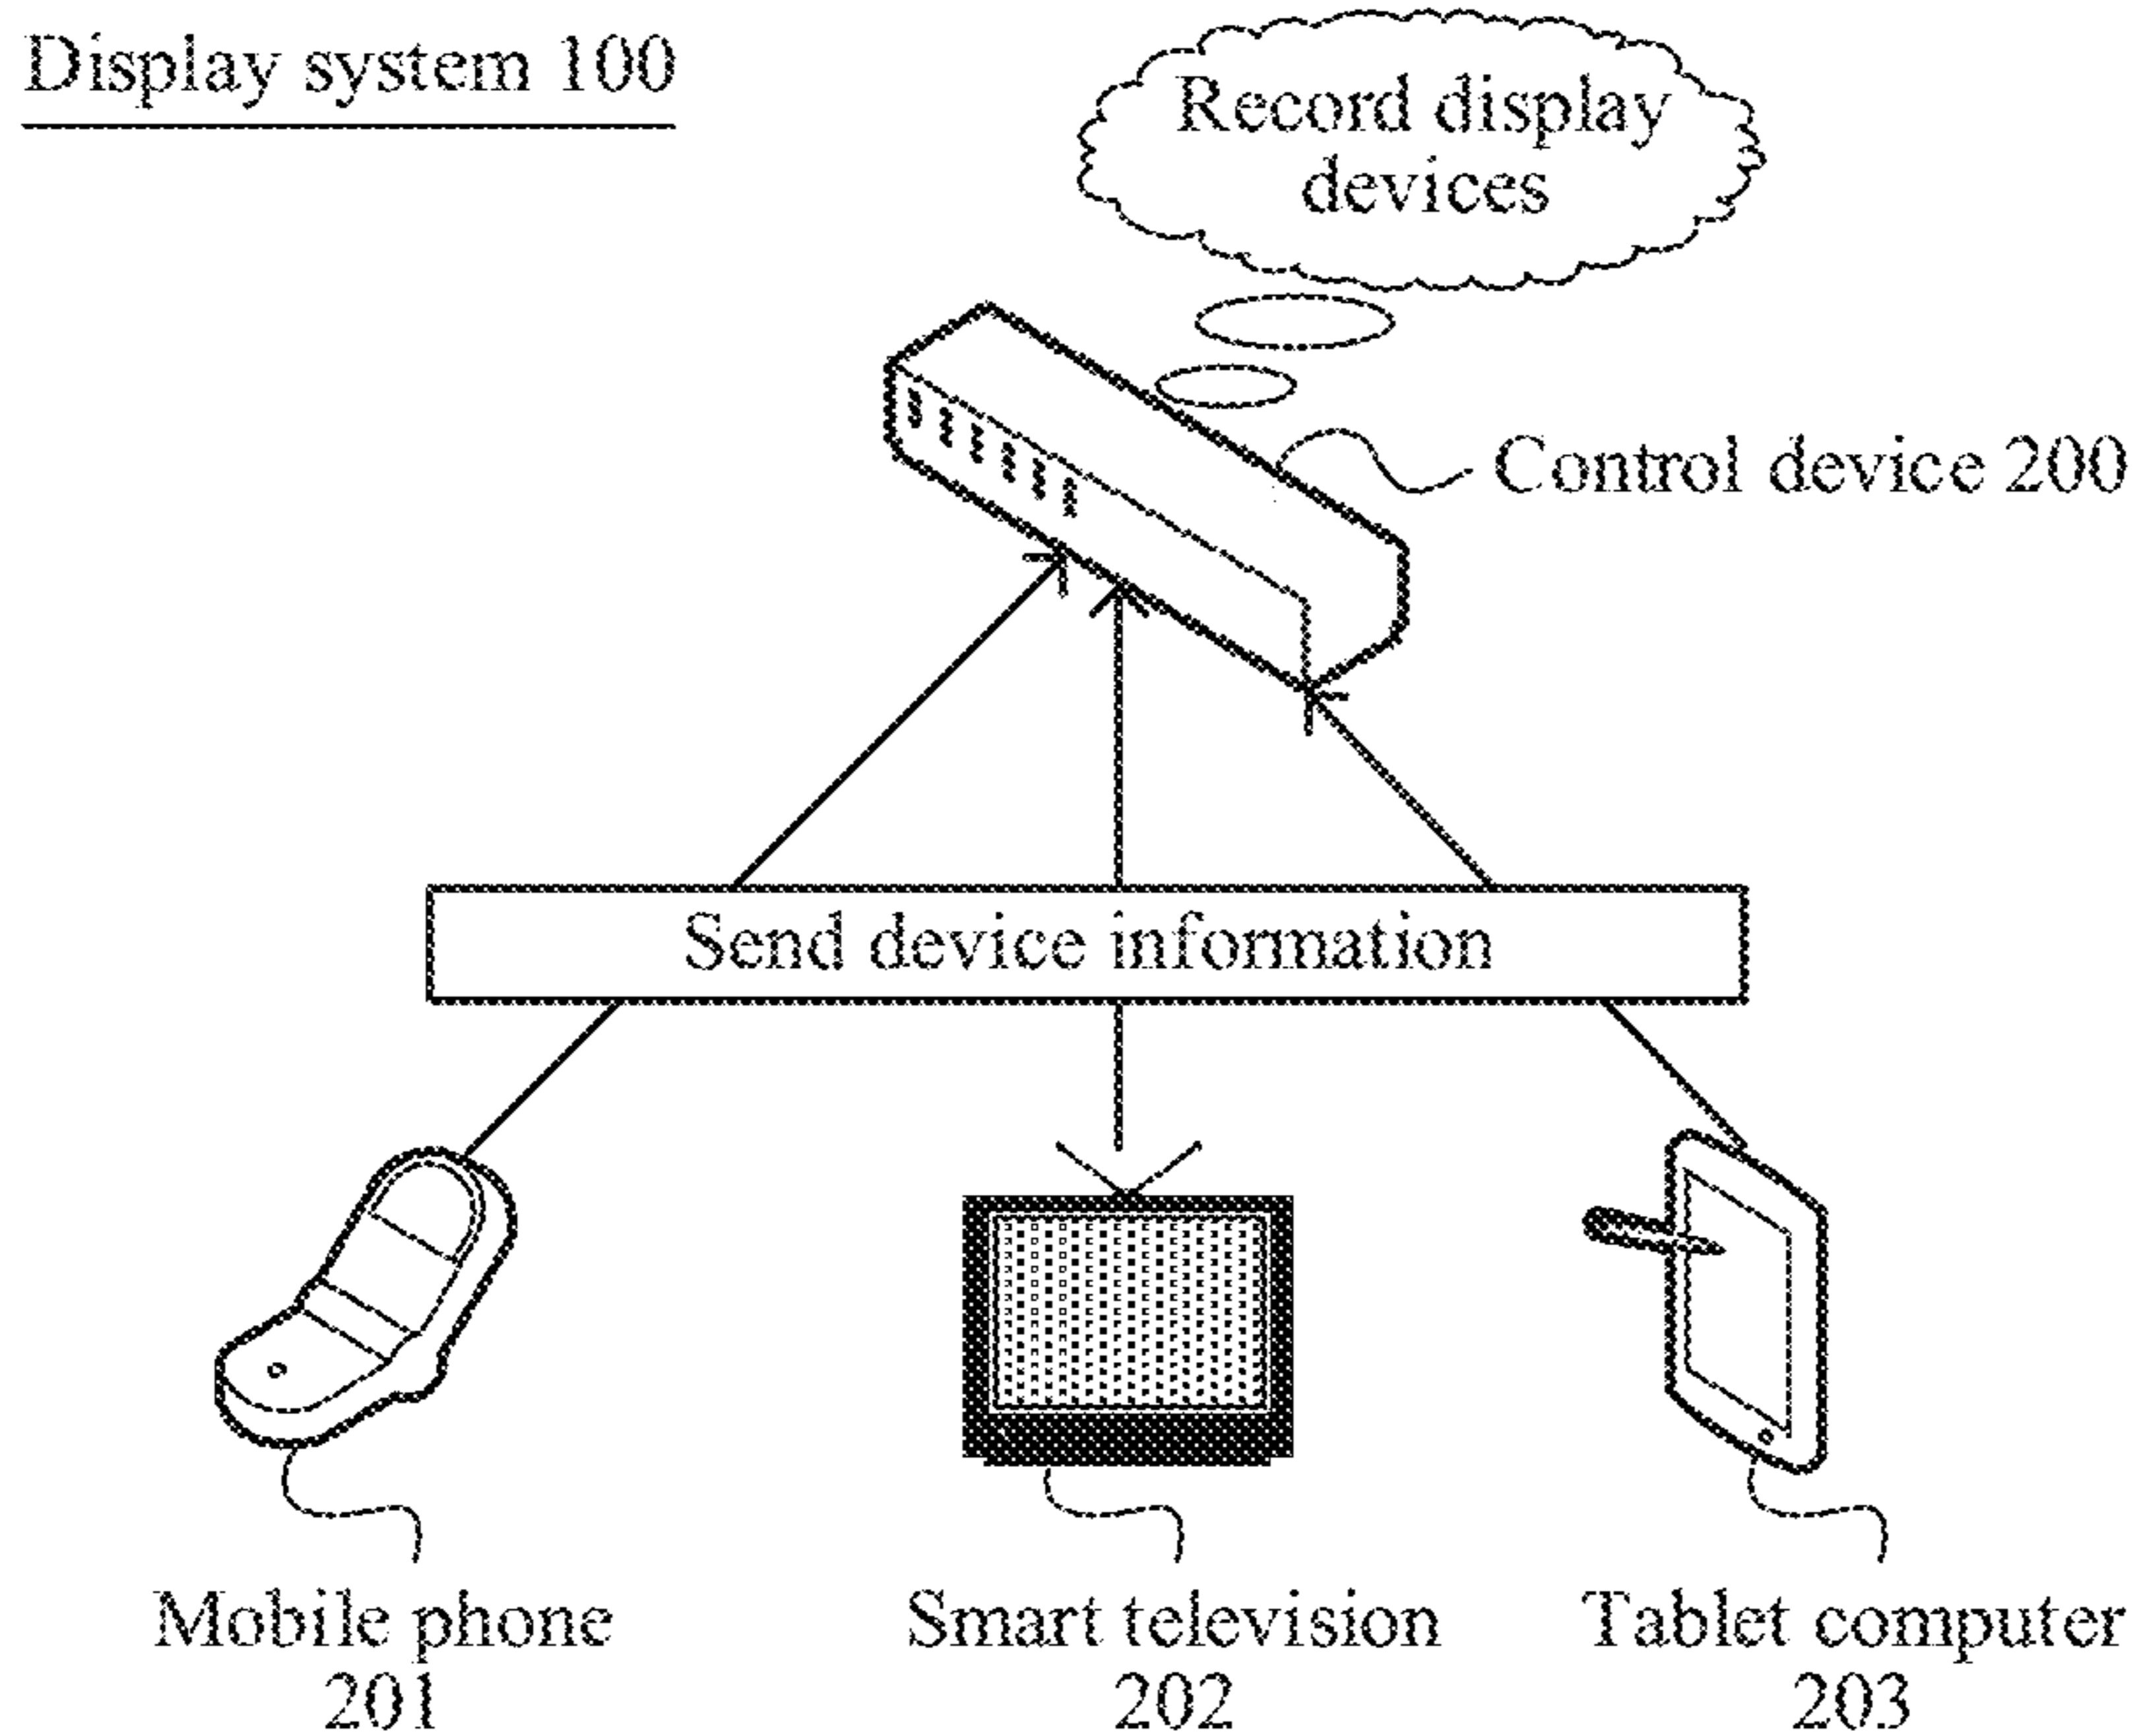 Display system 100
Record display
devices
Control device 200
Send device information
Mobile phone
201
Smart television
202
Tablet computer
203